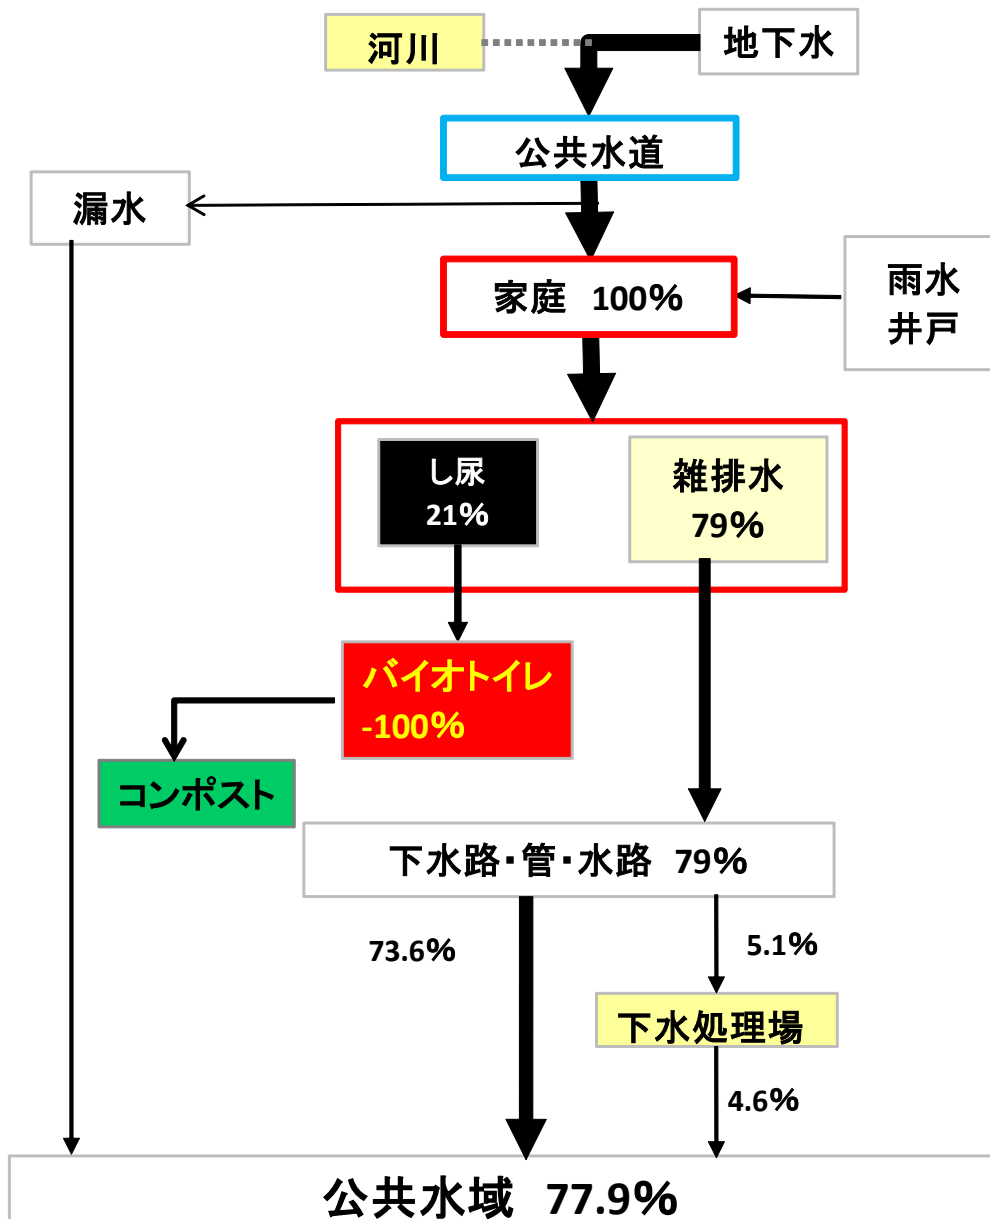 河川
地下水
公共水道
漏水
家庭 100%
雨水
井戸
し尿
21%
雑排水
79%
バイオトイレ
-100%
コンポスト
下水路・管・水路 79%
73.6%
5.1%
下水処理場
4.6%
公共水域 77.9%